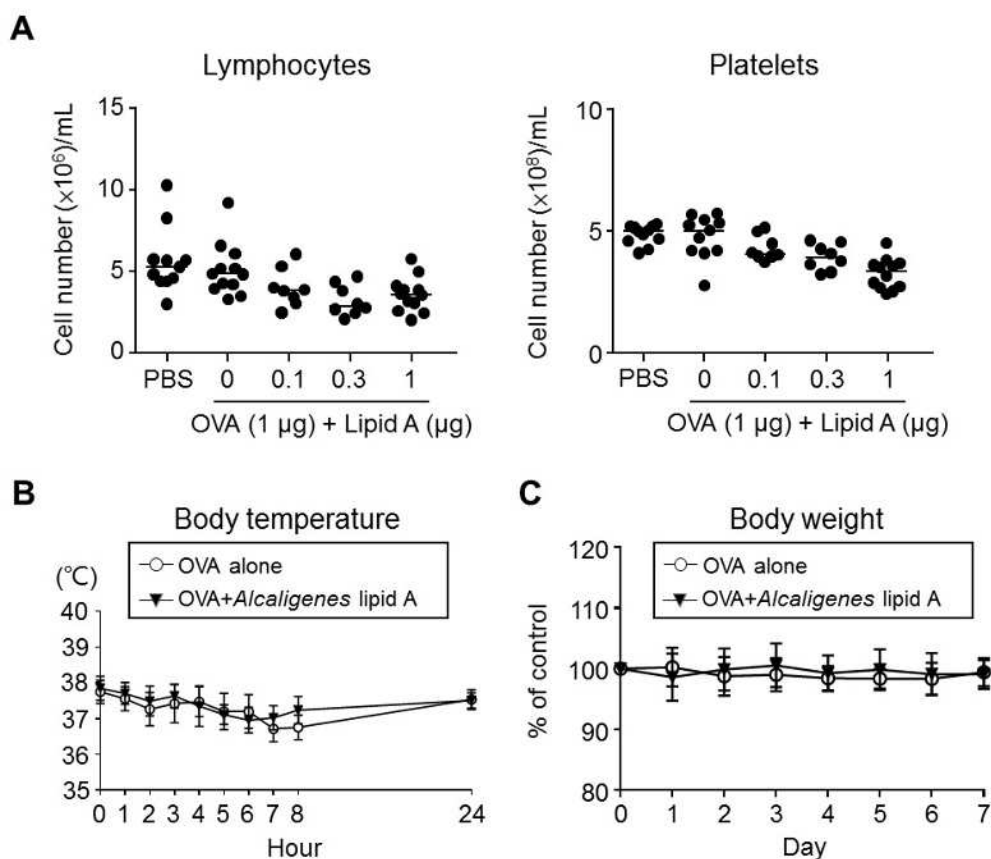 A
Lymphocytes
Platelets
Cell number (×10⁶)/mL
15
10
5
0
PBS 0 0.1 0.3 1
OVA (1 μg) + Lipid A (μg)
Cell number (×10⁸)/mL
10
5
0
PBS 0 0.1 0.3 1
OVA (1 μg) + Lipid A (μg)
B
Body temperature
OVA alone
OVA+Alcaligenes lipid A
(℃)
40
39
38
37
36
35
0 1 2 3 4 5 6 7 8 24
Hour
C
Body weight
OVA alone
OVA+Alcaligenes lipid A
% of control
120
110
100
90
80
0 1 2 3 4 5 6 7
Day